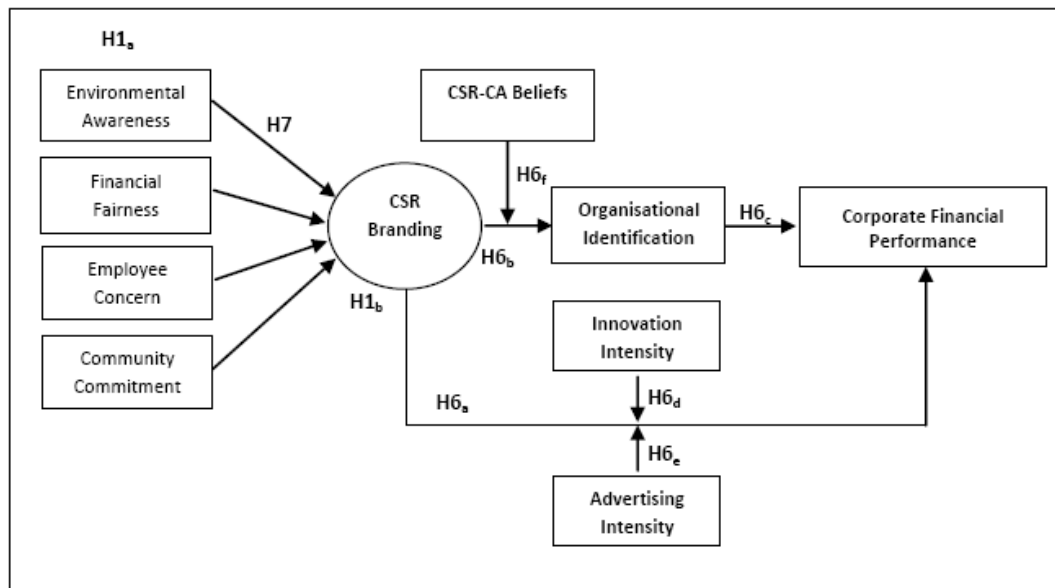 H1a
Environmental
Awareness
H7
Financial
Fairness
Employee
Concern
Community
Commitment
CSR
Branding
H1b
CSR-CA Beliefs
H6f
H6b
Organisational
Identification
H6c
Corporate Financial
Performance
Innovation
Intensity
H6d
H6a
H6e
Advertising
Intensity